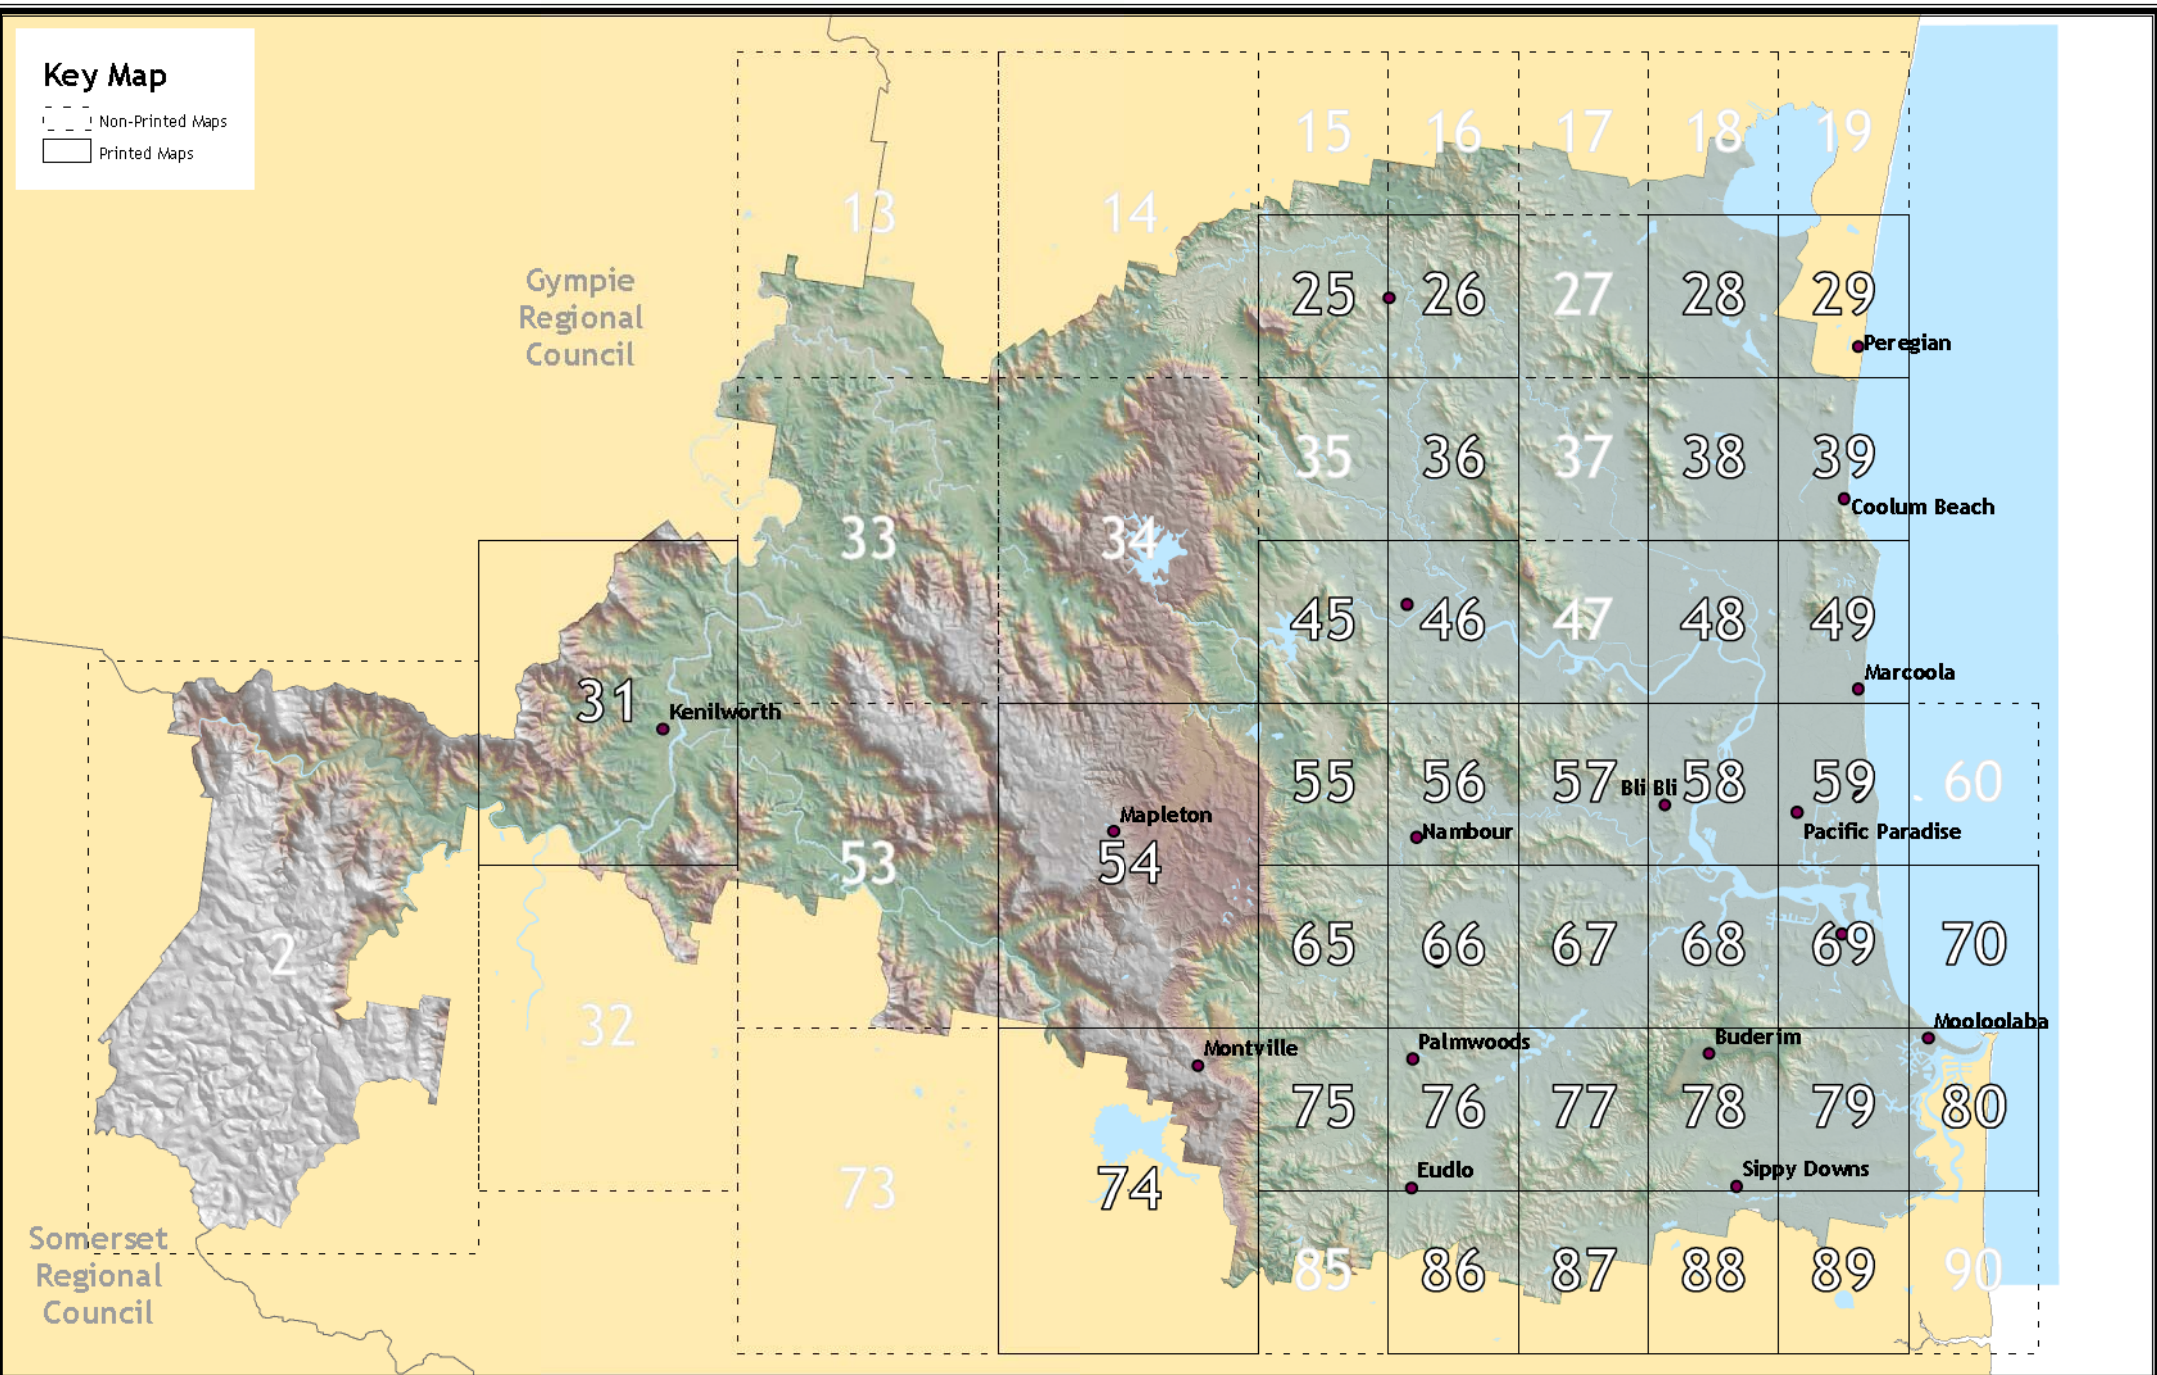 Key Map
Non-Printed Maps
Printed Maps
15 16 17 18 19
13 14
Gympie
Regional
Council
25 26 27 28 29
Peregian
35 36 37 38 39
Coolum Beach
33 34
45 46 47 48 49
Marcoola
31
Kenilworth
55 56 57 Bli Bli 58 59 60
Mapleton
Nambour
Pacific Paradise
53 54
65 66 67 68 69 70
2
32
Mooloolaba
Montville
Palmwoods
Buderim
75 76 77 78 79 80
Eudlo
Sippy Downs
73 74
Somerset
Regional
Council
85 86 87 88 89 90